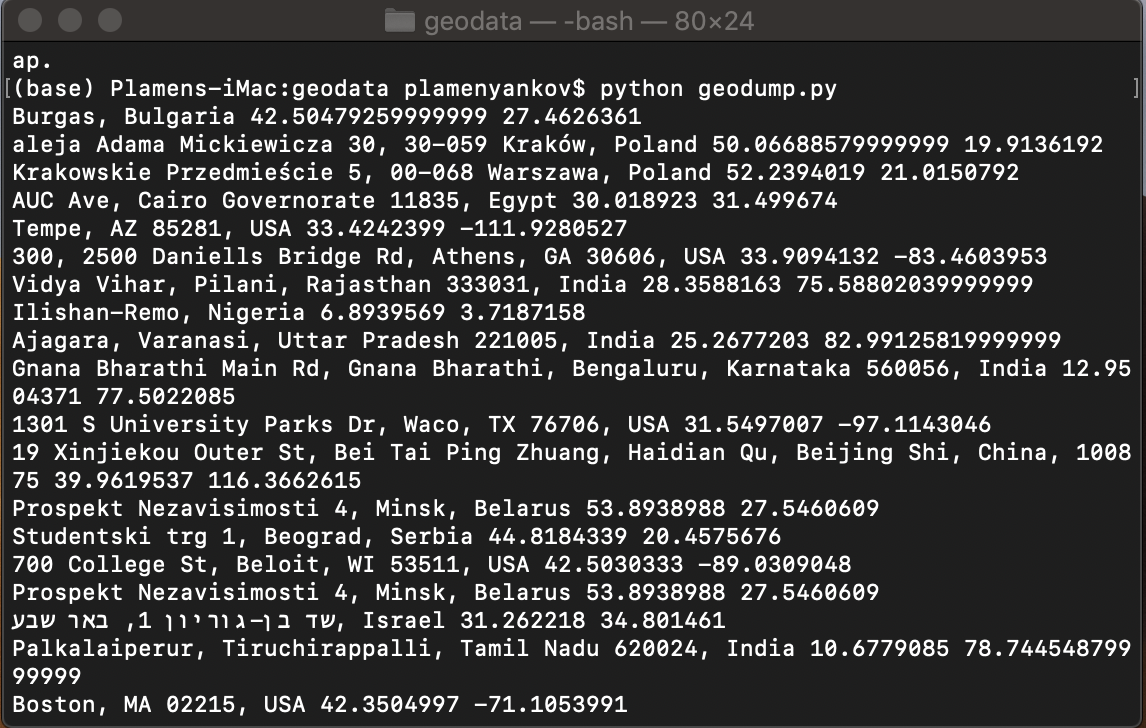 geodata — -bash — 80×24
ap.
[(base) Plamens-iMac:geodata plamenyankov$ python geodump.py ]
Burgas, Bulgaria 42.50479259999999 27.4626361
aleja Adama Mickiewicza 30, 30-059 Kraków, Poland 50.06688579999999 19.9136192
Krakowskie Przedmieście 5, 00-068 Warszawa, Poland 52.2394019 21.0150792
AUC Ave, Cairo Governorate 11835, Egypt 30.018923 31.499674
Tempe, AZ 85281, USA 33.4242399 -111.9280527
300, 2500 Daniells Bridge Rd, Athens, GA 30606, USA 33.9094132 -83.4603953
Vidya Vihar, Pilani, Rajasthan 333031, India 28.3588163 75.58802039999999
Ilishan-Remo, Nigeria 6.8939569 3.7187158
Ajagara, Varanasi, Uttar Pradesh 221005, India 25.2677203 82.99125819999999
Gnana Bharathi Main Rd, Gnana Bharathi, Bengaluru, Karnataka 560056, India 12.95
04371 77.5022085
1301 S University Parks Dr, Waco, TX 76706, USA 31.5497007 -97.1143046
19 Xinjiekou Outer St, Bei Tai Ping Zhuang, Haidian Qu, Beijing Shi, China, 1008
75 39.9619537 116.3662615
Prospekt Nezavisimosti 4, Minsk, Belarus 53.8938988 27.5460609
Studentski trg 1, Beograd, Serbia 44.8184339 20.4575676
700 College St, Beloit, WI 53511, USA 42.5030333 -89.0309048
Prospekt Nezavisimosti 4, Minsk, Belarus 53.8938988 27.5460609
שד בן-גוריון 1, באר שבע, Israel 31.262218 34.801461
Palkalaiperur, Tiruchirappalli, Tamil Nadu 620024, India 10.6779085 78.744548799
99999
Boston, MA 02215, USA 42.3504997 -71.1053991